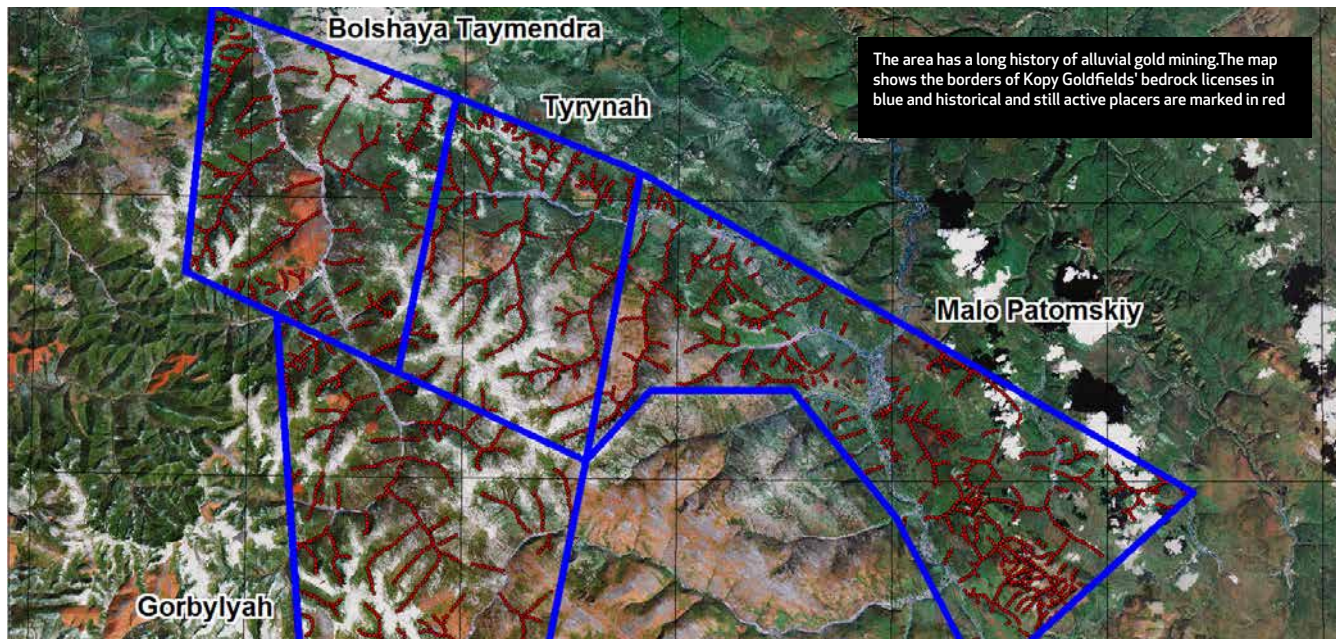 Bolshaya Taymendra
The area has a long history of alluvial gold mining.The map
shows the borders of Kopy Goldfields' bedrock licenses in
blue and historical and still active placers are marked in red
Tyrynah
Malo Patomskiy
Gorbylyah